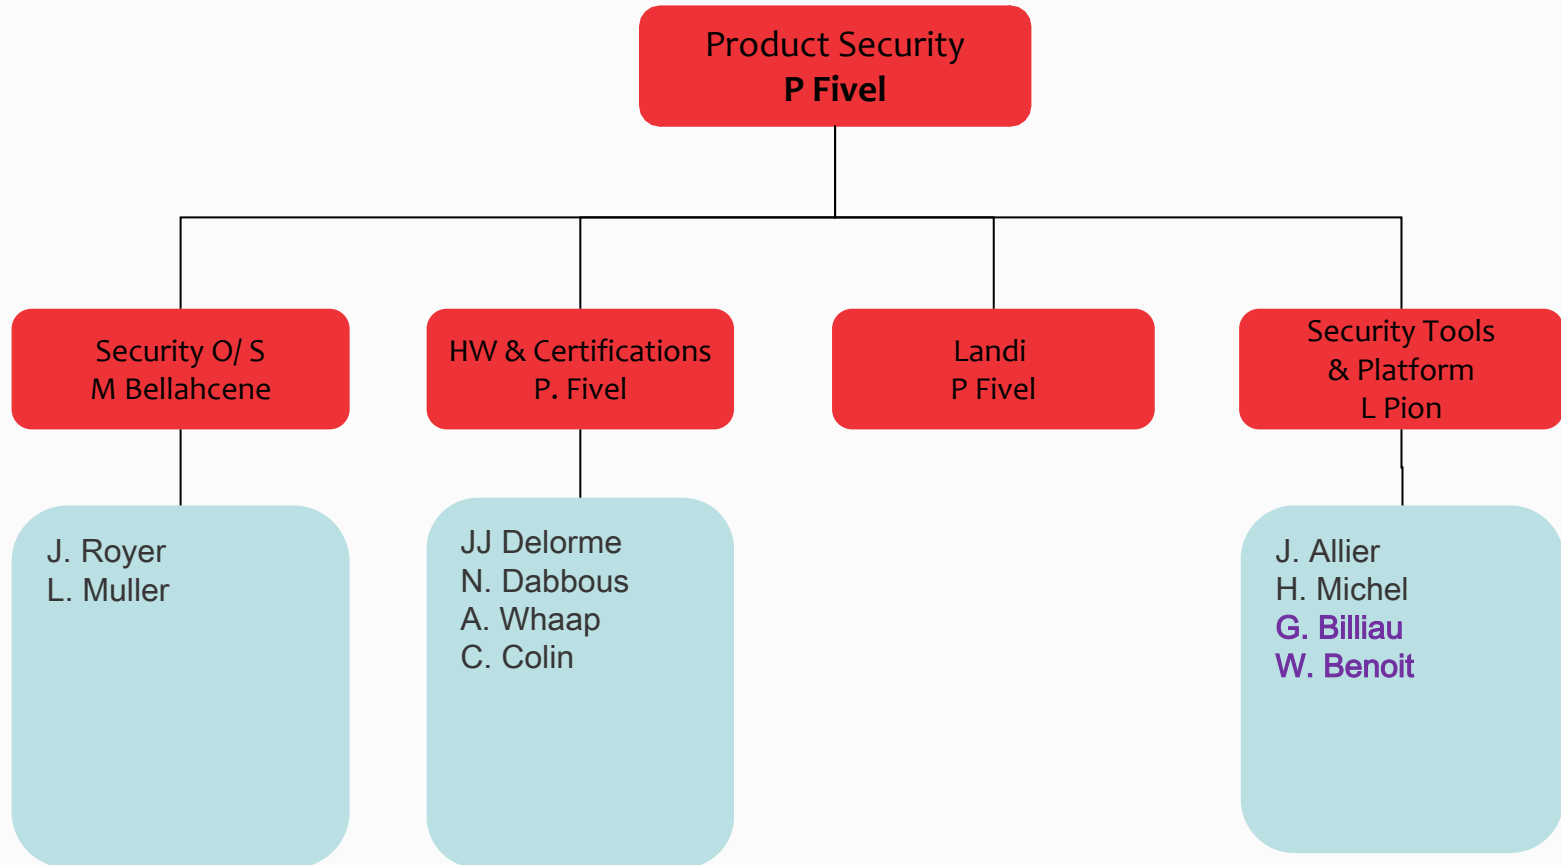 Product Security
P Fivel
Security O/ S
M Bellahcene
HW & Certifications
P. Fivel
Landi
P Fivel
Security Tools
& Platform
L Pion
J. Royer
L. Muller
JJ Delorme
N. Dabbous
A. Whaap
C. Colin
J. Allier
H. Michel
G. Billiau
W. Benoit